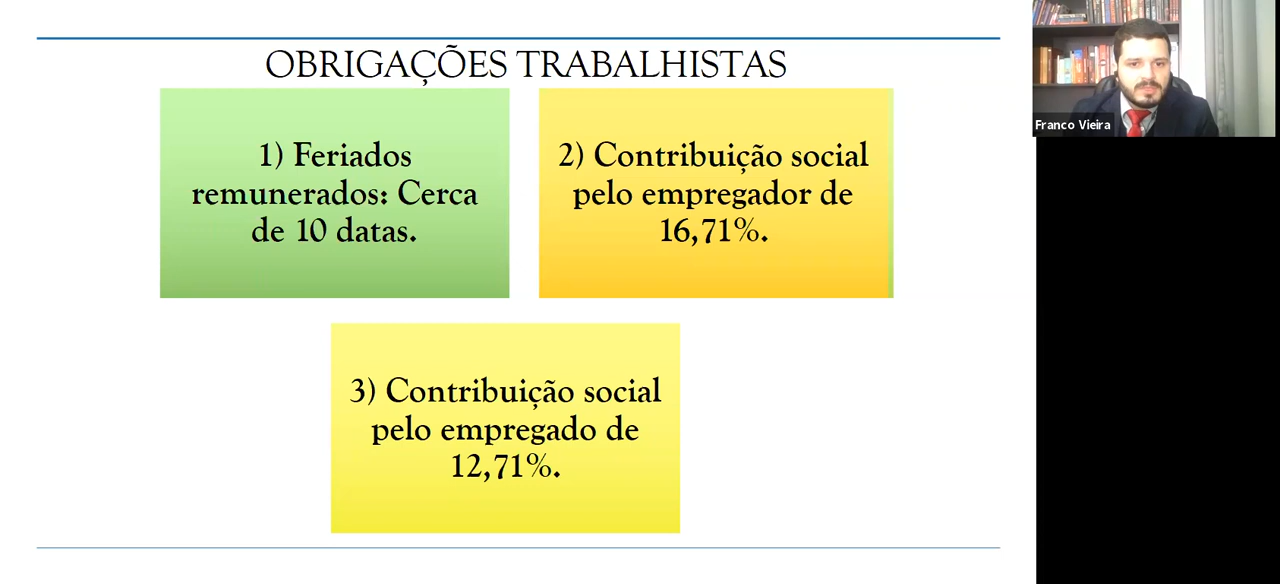 OBRIGAÇÕES TRABALHISTAS
1) Feriados
remunerados: Cerca
de 10 datas.
2) Contribuição social
pelo empregador de
16,71%.
3) Contribuição social
pelo empregado de
12,71%.
Franco Vieira